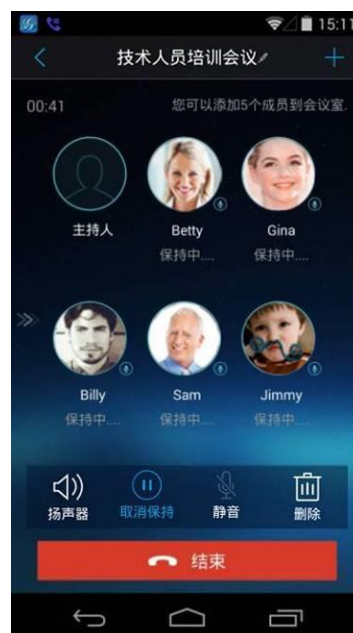 15:11
技术人员培训会议
00:41 您可以添加5个成员到会议室.
主持人 Betty Gina
保持中.... 保持中....
Billy Sam Jimmy
保持中.... 保持中.... 保持中....
扬声器 取消保持 静音 删除
结束